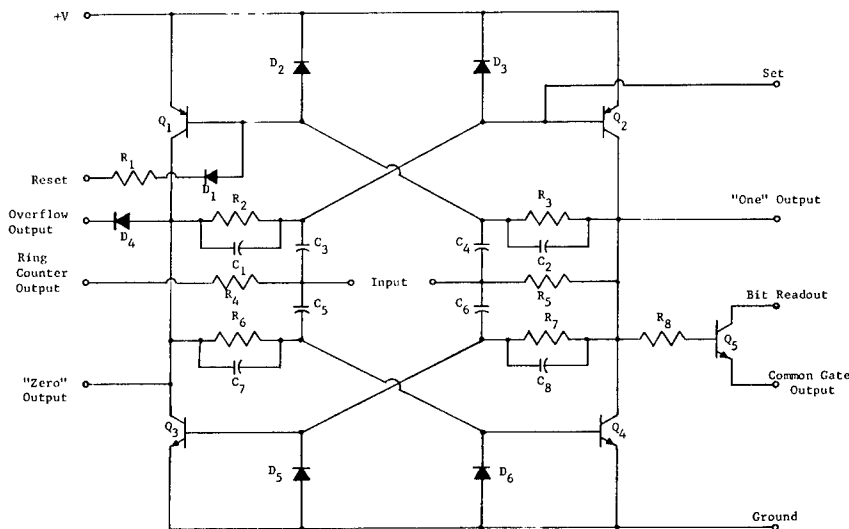 +V
D2
D3
Set
Q1
Q2
R1
Reset
D1
R2
R3
"One" Output
Overflow
Output
D4
C1
C3
C4
C2
Ring
Counter
Output
R4
Input
R5
C5
C6
Bit Readout
R6
R7
R8
Q5
C7
C8
Common Gate
Output
"Zero"
Output
Q3
Q4
D5
D6
Ground